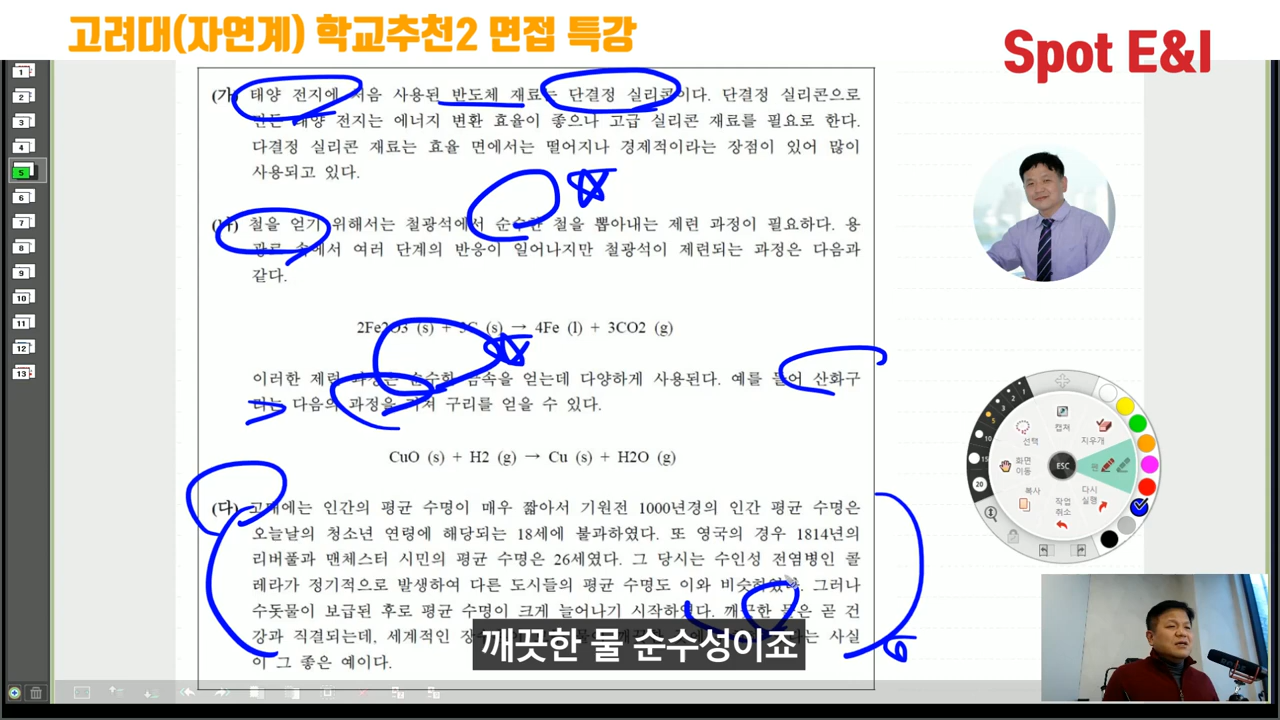 고려대(자연계) 학교추천2 면접 특강
Spot E&I
(가) 태양 전지에 처음 사용된 반도체 재료는 단결정 실리콘이다. 단결정 실리콘으로
만든 태양 전지는 에너지 변환 효율이 좋으나 고급 실리콘 재료를 필요로 한다.
다결정 실리콘 재료는 효율 면에서는 떨어지나 경제적이라는 장점이 있어 많이
사용되고 있다.
(나) 철을 얻기 위해서는 철광석에서 순수한 철을 뽑아내는 제련 과정이 필요하다. 용
광로 속에서 여러 단계의 반응이 일어나지만 철광석이 제련되는 과정은 다음과
같다.
2Fe2O3 (s) + 3C (s) → 4Fe (l) + 3CO2 (g)
이러한 제련 과정은 순수한 금속을 얻는데 다양하게 사용된다. 예를 들어 산화구
리는 다음의 과정을 거쳐 구리를 얻을 수 있다.
CuO (s) + H2 (g) → Cu (s) + H2O (g)
(다) 고대에는 인간의 평균 수명이 매우 짧아서 기원전 1000년경의 인간 평균 수명은
오늘날의 청소년 연령에 해당되는 18세에 불과하였다. 또 영국의 경우 1814년의
리버풀과 맨체스터 시민의 평균 수명은 26세였다. 그 당시는 수인성 전염병인 콜
레라가 정기적으로 발생하여 다른 도시들의 평균 수명도 이와 비슷하였다. 그러나
수돗물이 보급된 후로 평균 수명이 크게 늘어나기 시작하였다. 깨끗한 물은 곧 건
강과 직결되는데, 세계적인 사실
이 그 좋은 예이다.
깨끗한 물 순수성이죠
1
2
3
4
5
6
7
8
9
10
11
12
13
캡쳐
선택
지우개
화면
이동
ESC
펜
복사
작업
취소
다시
실행
1
2
3
5
10
15
20